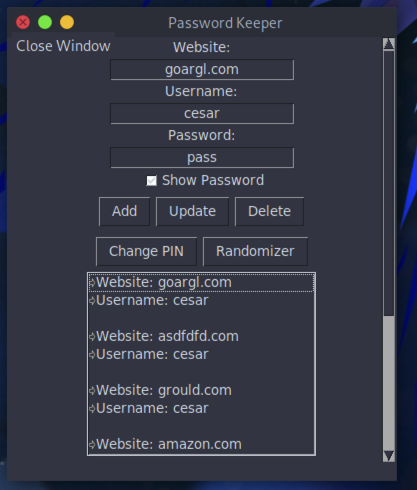 Password Keeper
Close Window
Website:
goargl.com
Username:
cesar
Password:
pass
Show Password
Add Update Delete
Change PIN Randomizer
➪Website: goargl.com
➪Username: cesar
➪Website: asdfdfd.com
➪Username: cesar
➪Website: grould.com
➪Username: cesar
➪Website: amazon.com